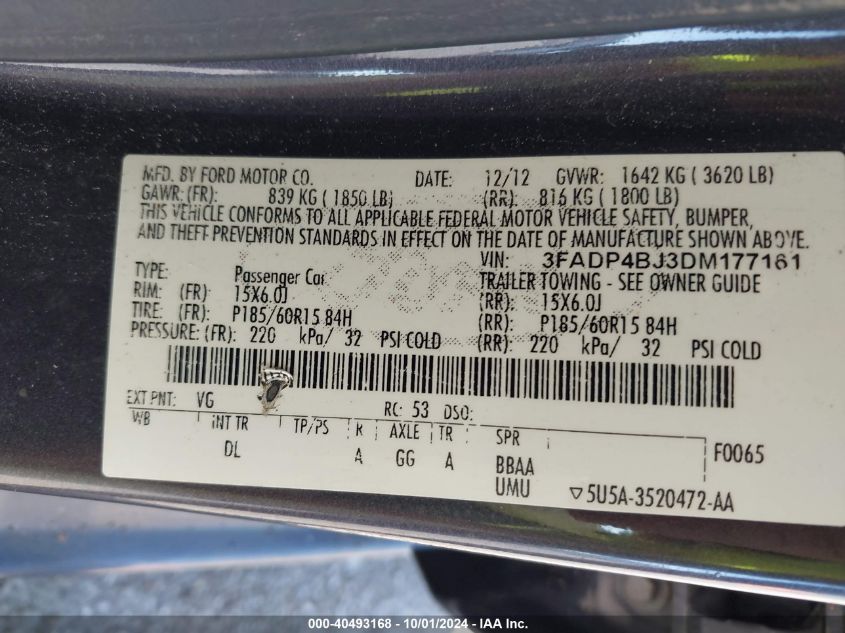 MFD. BY FORD MOTOR CO. DATE: 12/12 GVWR: 1642 KG ( 3620 LB)
GAWR: (FR): 839 KG ( 1850 LB) (RR): 816 KG ( 1800 LB)
THIS VEHICLE CONFORMS TO ALL APPLICABLE FEDERAL MOTOR VEHICLE SAFETY, BUMPER,
AND THEFT PREVENTION STANDARDS IN EFFECT ON THE DATE OF MANUFACTURE SHOWN ABOVE.
VIN: 3FADP4BJ3DM177161
TYPE: Passenger Car TRAILER TOWING - SEE OWNER GUIDE
RIM: (FR) 15X6.0J (RR): 15X6.0J
TIRE: (FR) P185/60R15 84H (RR): P185/60R15 84H
PRESSURE: (FR): 220 kPa/ 32 PSI COLD (RR): 220 kPa/ 32 PSI COLD
EXT PNT: VG RC: 53 DSO:
WB INT TR TP/PS R AXLE TR SPR F0065
DL A GG A BBAA
UMU ▽5U5A-3520472-AA
000-40493168 - 10/01/2024 - IAA Inc.